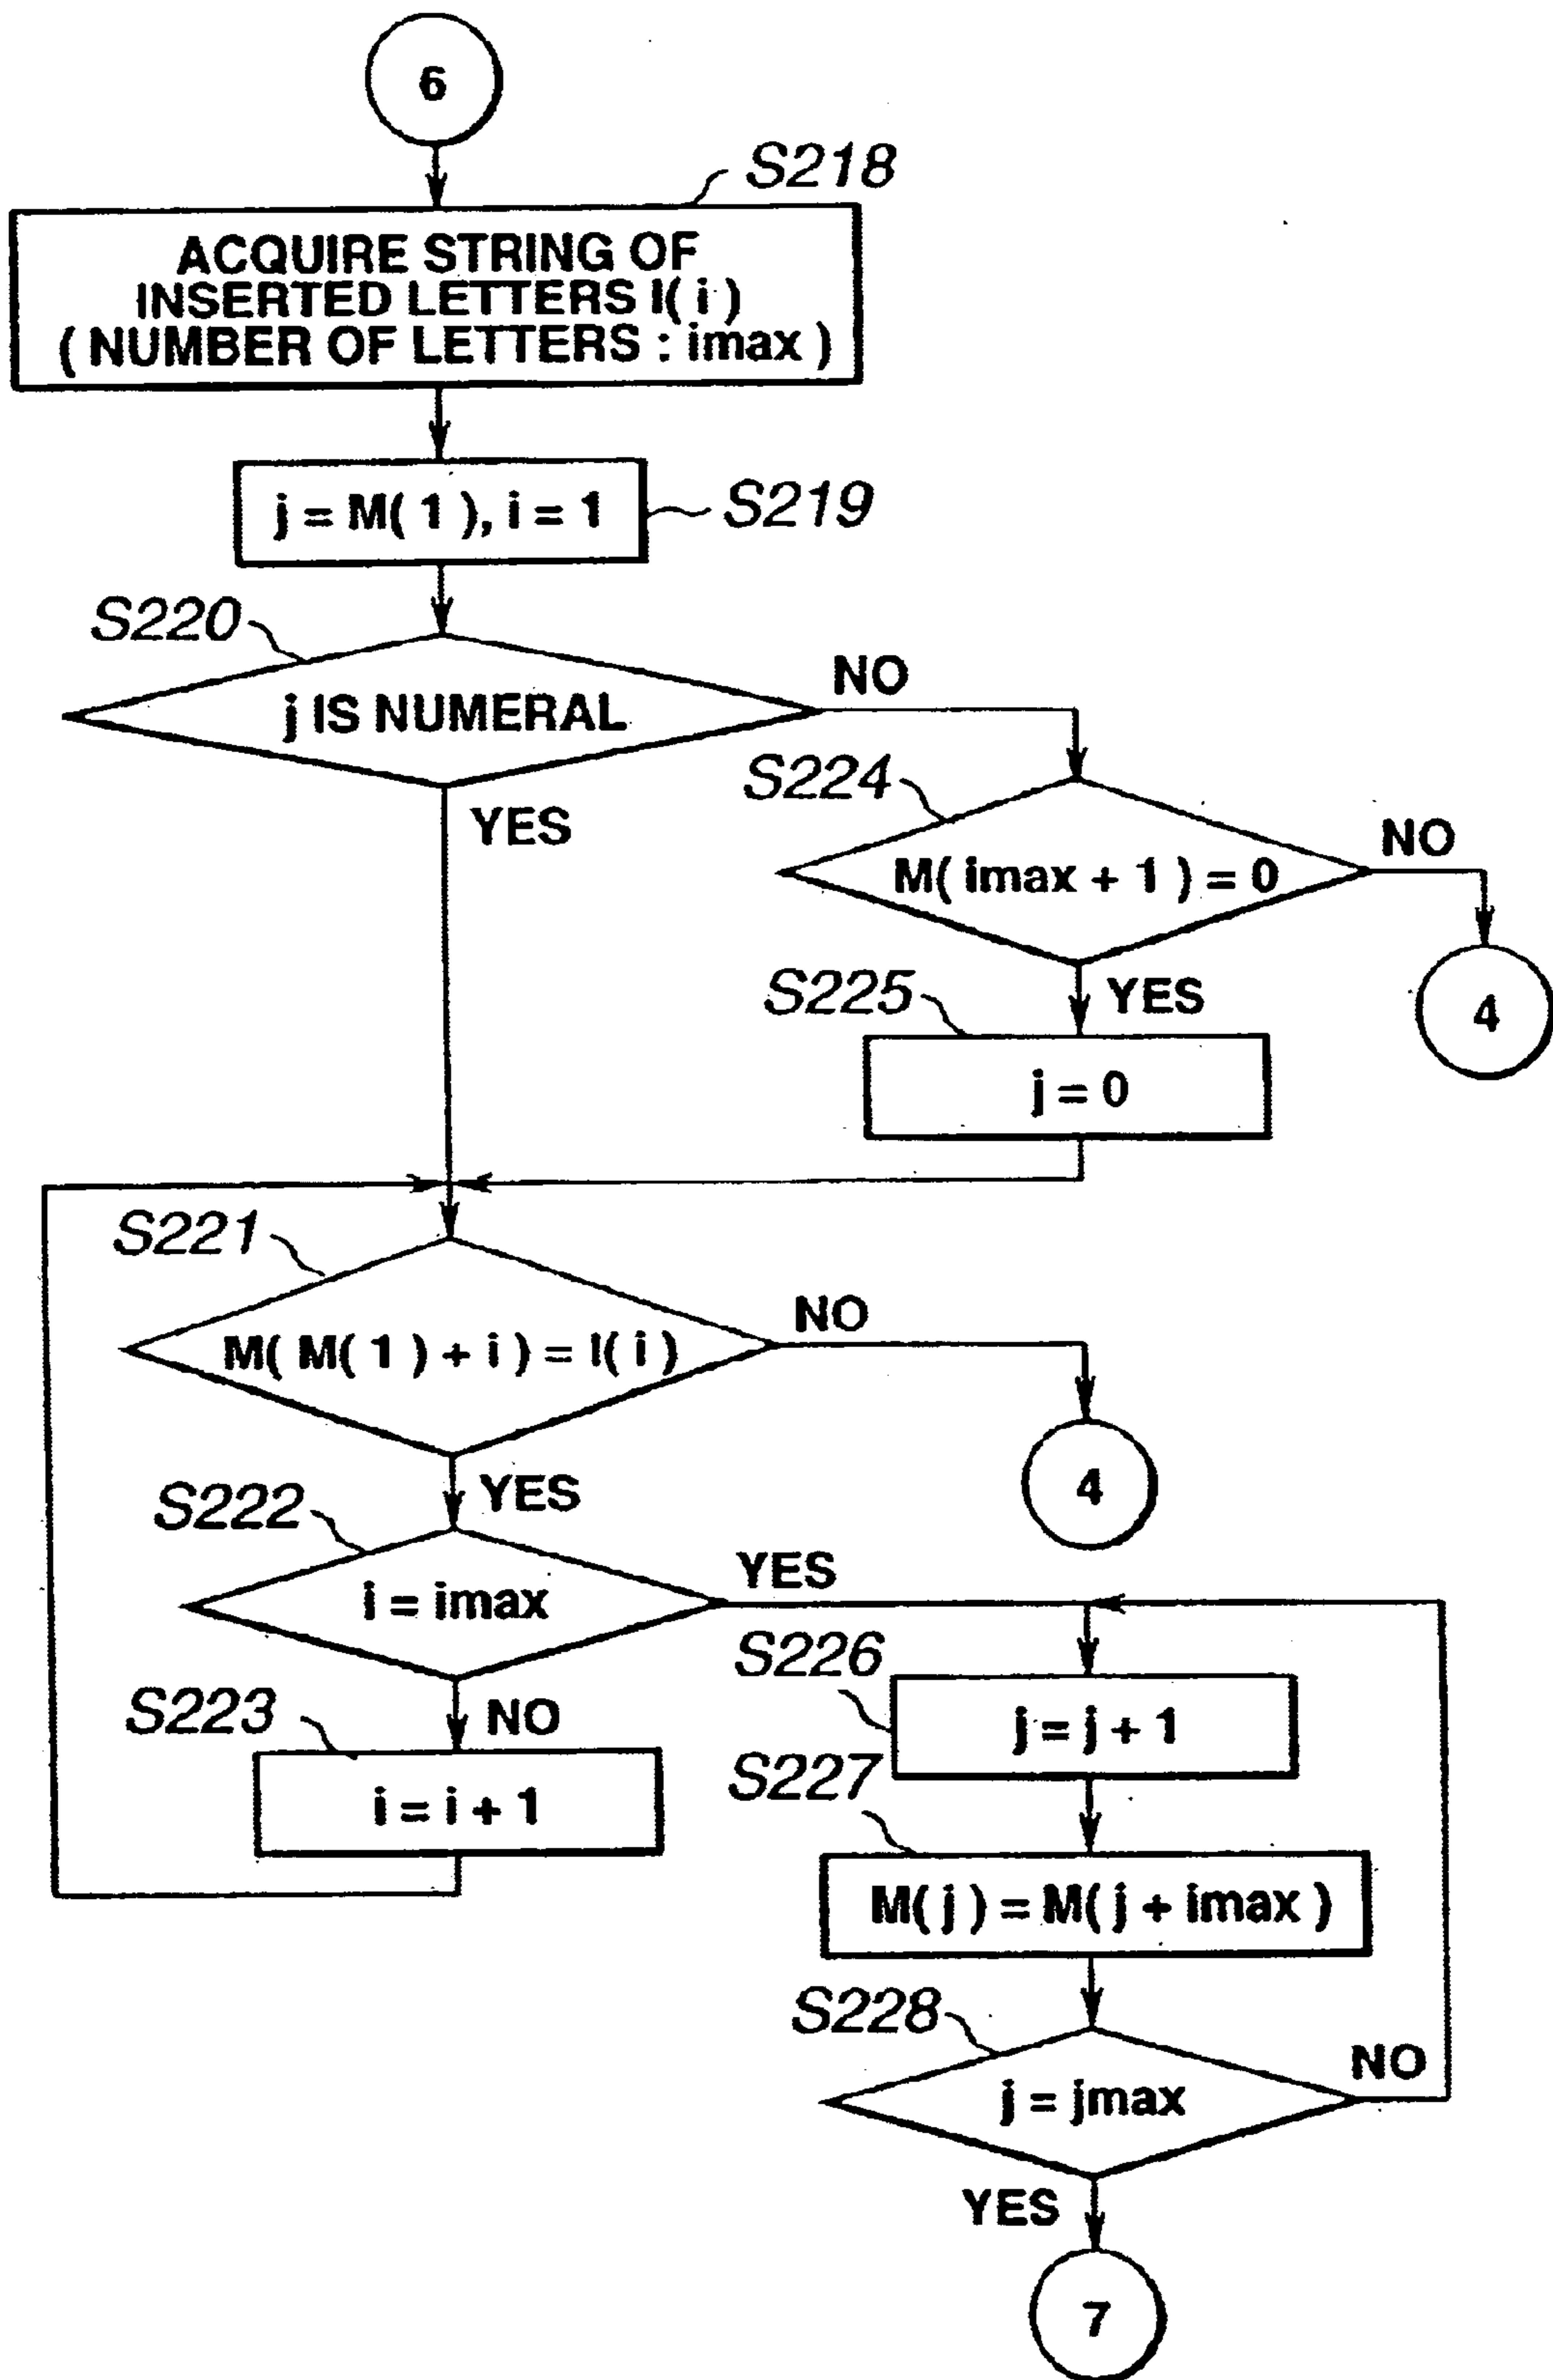 6
S218
ACQUIRE STRING OF
INSERTED LETTERS I( i )
( NUMBER OF LETTERS : imax )
j = M( 1 ), i = 1
S219
S220
j IS NUMERAL
NO
YES
S224
M( imax + 1 ) = 0
NO
4
YES
S225
j = 0
S221
M( M( 1 ) + i ) = I( i )
NO
4
YES
S222
i = imax
YES
NO
S223
i = i + 1
S226
j = j + 1
S227
M( j ) = M( j + imax )
S228
j = jmax
NO
YES
7